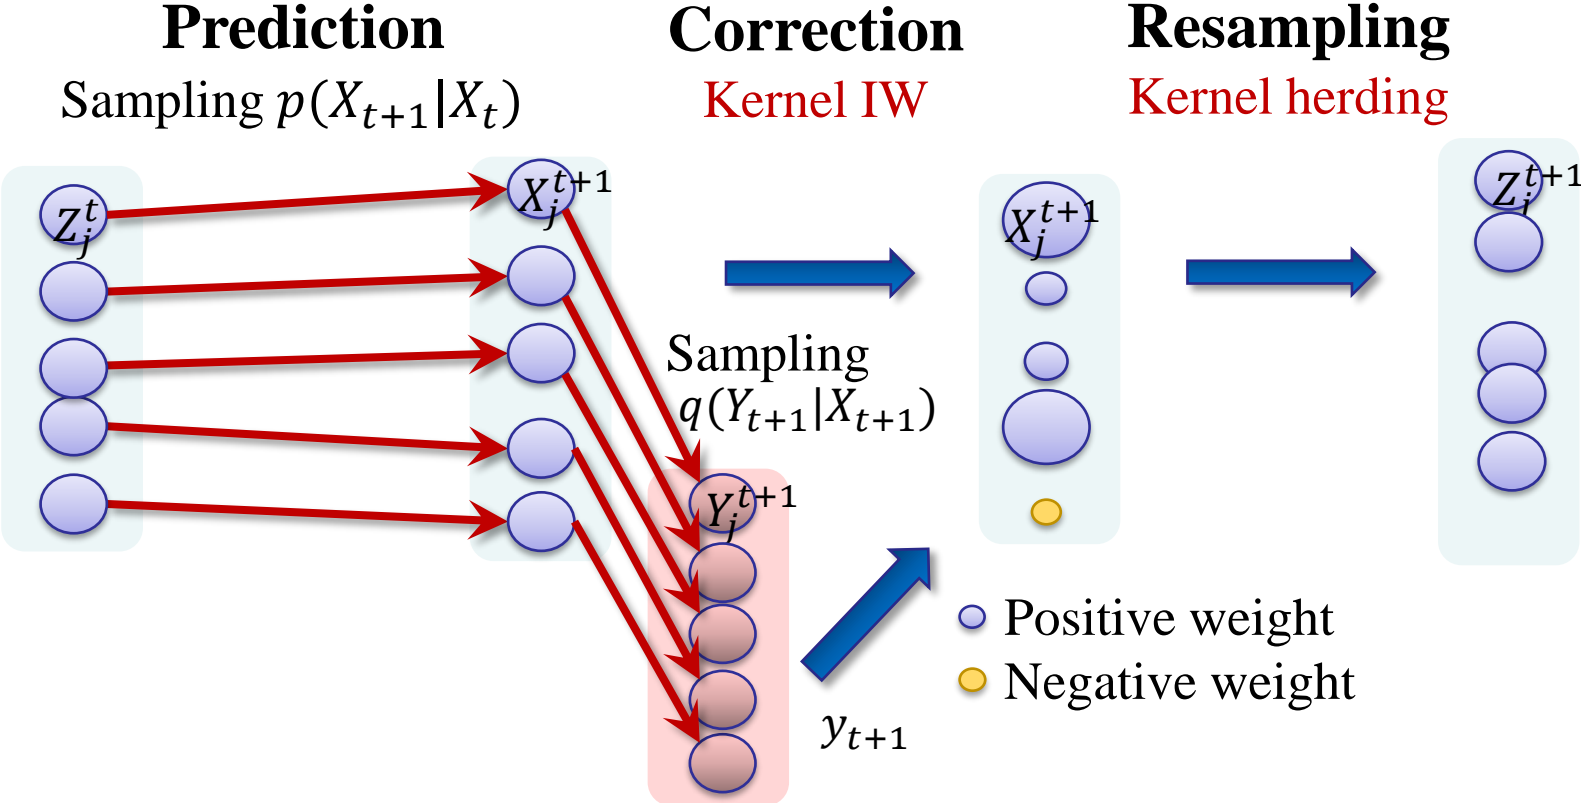 Prediction
Correction
Resampling
Sampling p(X_{t+1}|X_t)
Kernel IW
Kernel herding
Z_j^t
X_j^{t+1}
X_j^{t+1}
Z_j^{t+1}
Sampling
q(Y_{t+1}|X_{t+1})
Y_j^{t+1}
y_{t+1}
Positive weight
Negative weight